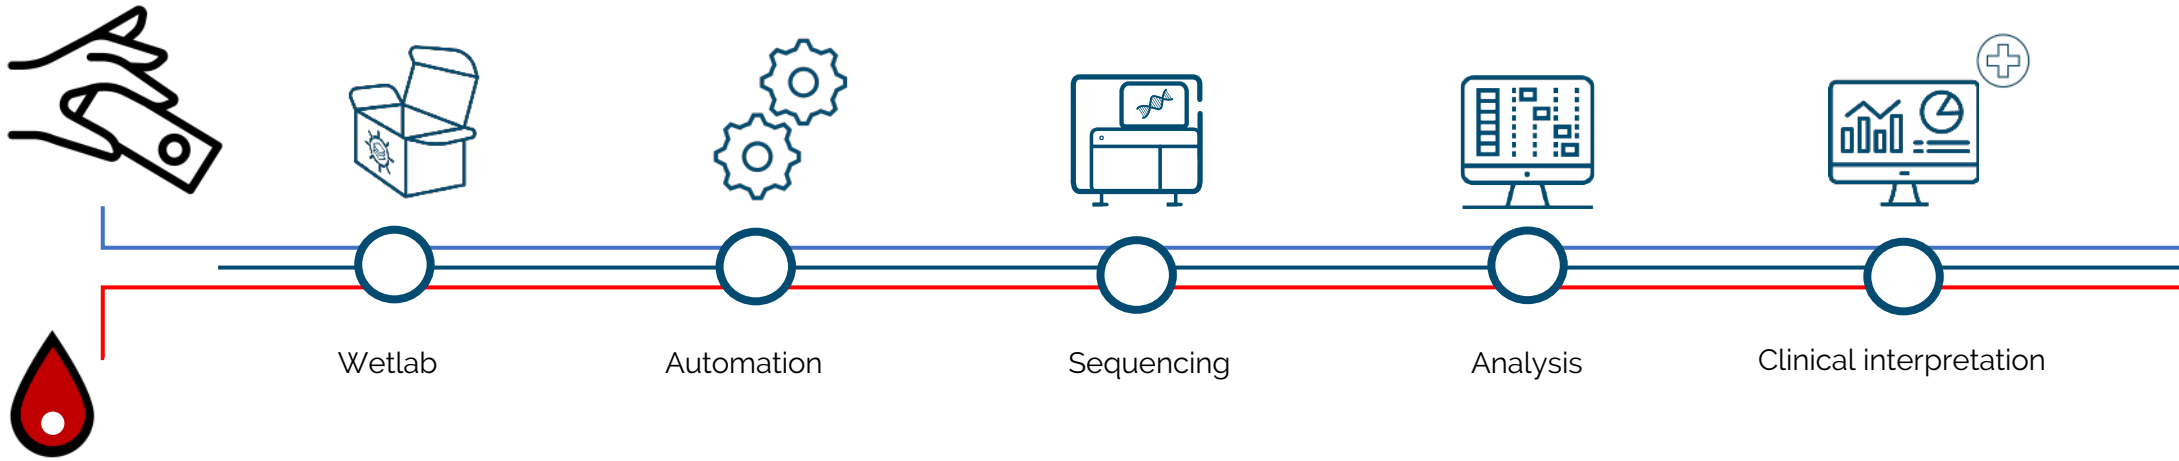 Wetlab
Automation
Sequencing
Analysis
Clinical interpretation